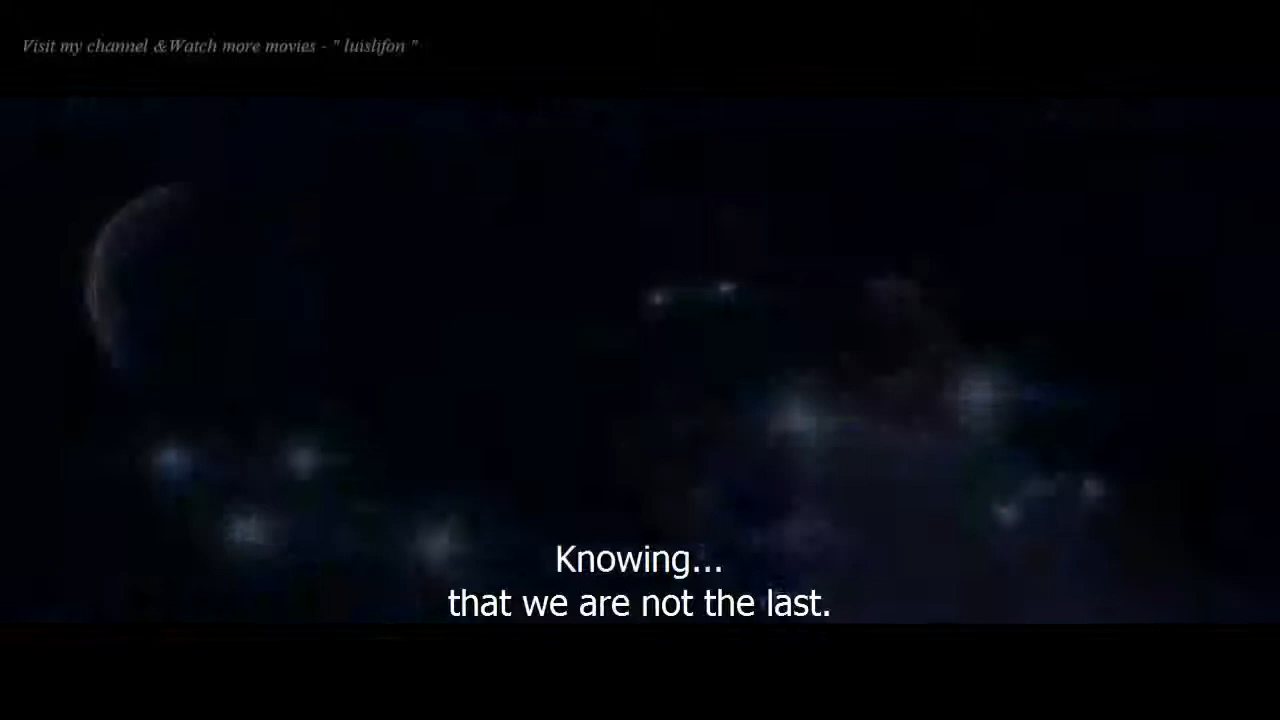 Visit my channel &Watch more movies - " luislifon "
Knowing...
that we are not the last.